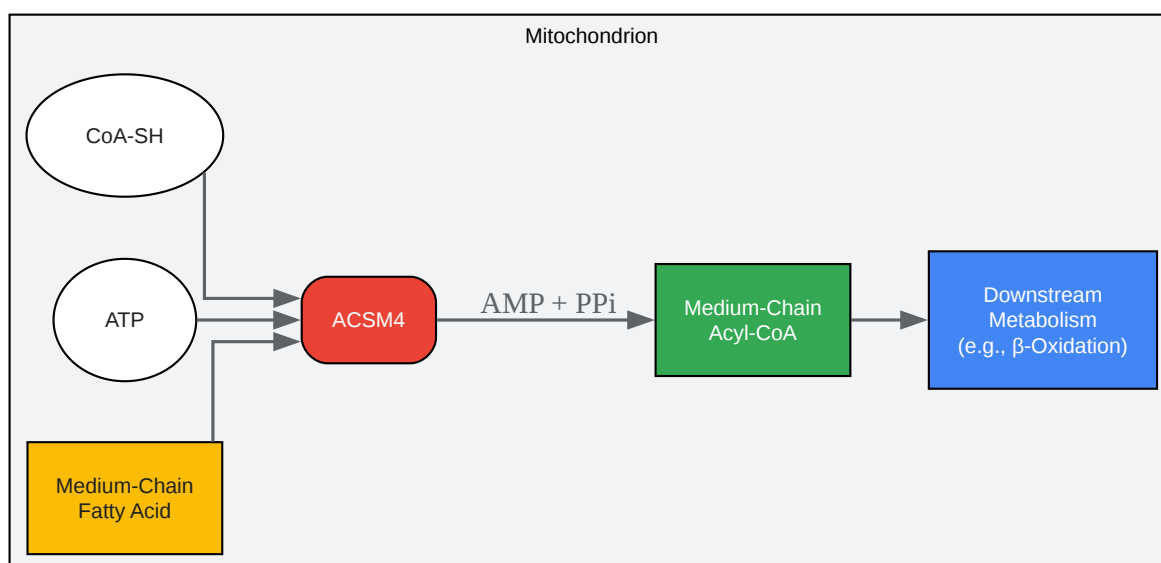 Mitochondrion
CoA-SH
ATP
Medium-Chain
Fatty Acid
ACSM4
AMP + PPi
Medium-Chain
Acyl-CoA
Downstream
Metabolism
(e.g., β-Oxidation)